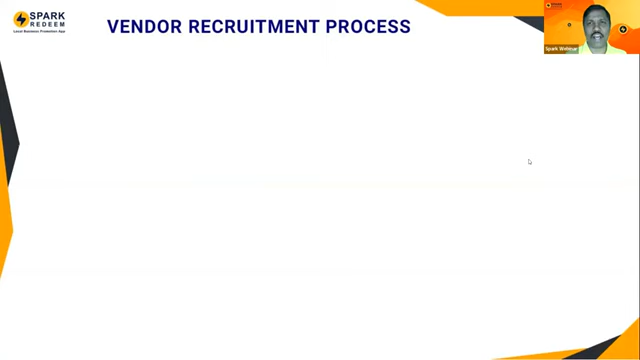 SPARK
REDEEM
Local Business Promotion App
VENDOR RECRUITMENT PROCESS
Spark Webinar